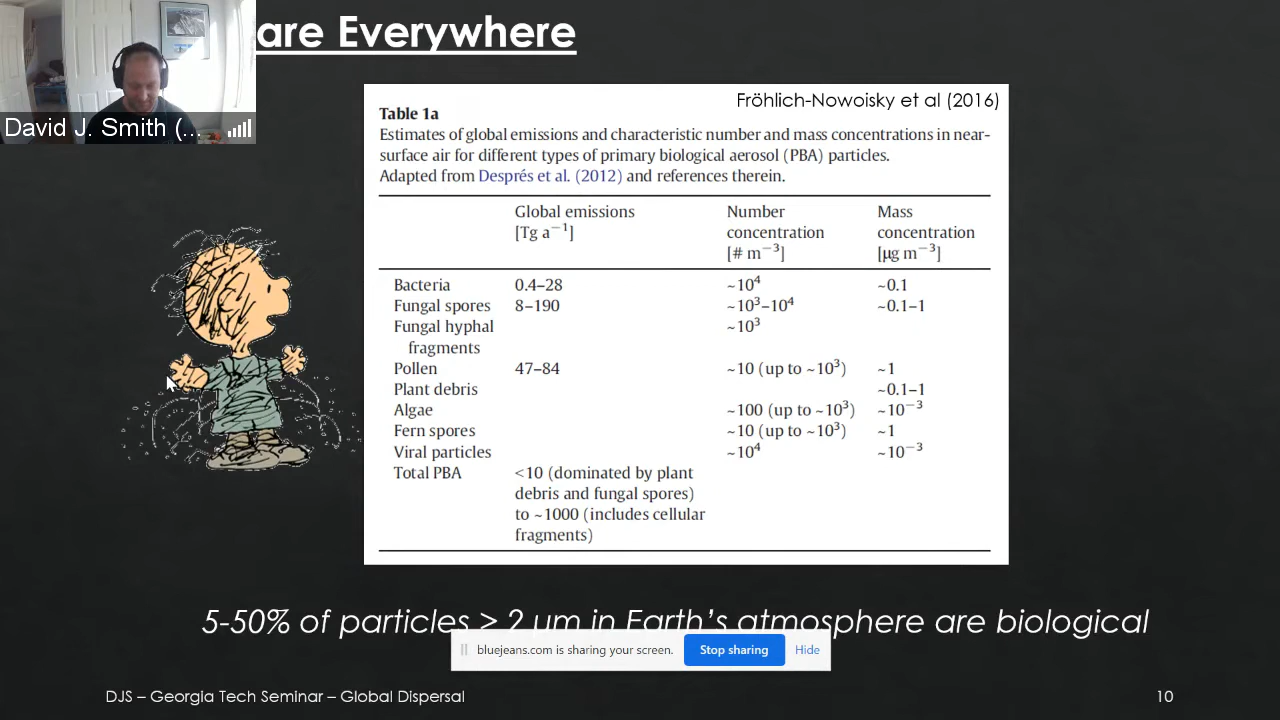 are Everywhere
David J. Smith (...
Fröhlich-Nowoisky et al (2016)
Table 1a
Estimates of global emissions and characteristic number and mass concentrations in near-
surface air for different types of primary biological aerosol (PBA) particles.
Adapted from Després et al. (2012) and references therein.
Global emissions Number Mass
[Tg a⁻¹] concentration concentration
[# m⁻³] [μg m⁻³]
Bacteria 0.4–28 ~10⁴ ~0.1
Fungal spores 8–190 ~10³–10⁴ ~0.1–1
Fungal hyphal ~10³
fragments
Pollen 47–84 ~10 (up to ~10³) ~1
Plant debris ~0.1–1
Algae ~100 (up to ~10³) ~10⁻³
Fern spores ~10 (up to ~10³) ~1
Viral particles ~10⁴ ~10⁻³
Total PBA <10 (dominated by plant
debris and fungal spores)
to ~1000 (includes cellular
fragments)
5-50% of particles > 2 μm in Earth's atmosphere are biological
bluejeans.com is sharing your screen. Stop sharing Hide
DJS – Georgia Tech Seminar – Global Dispersal 10